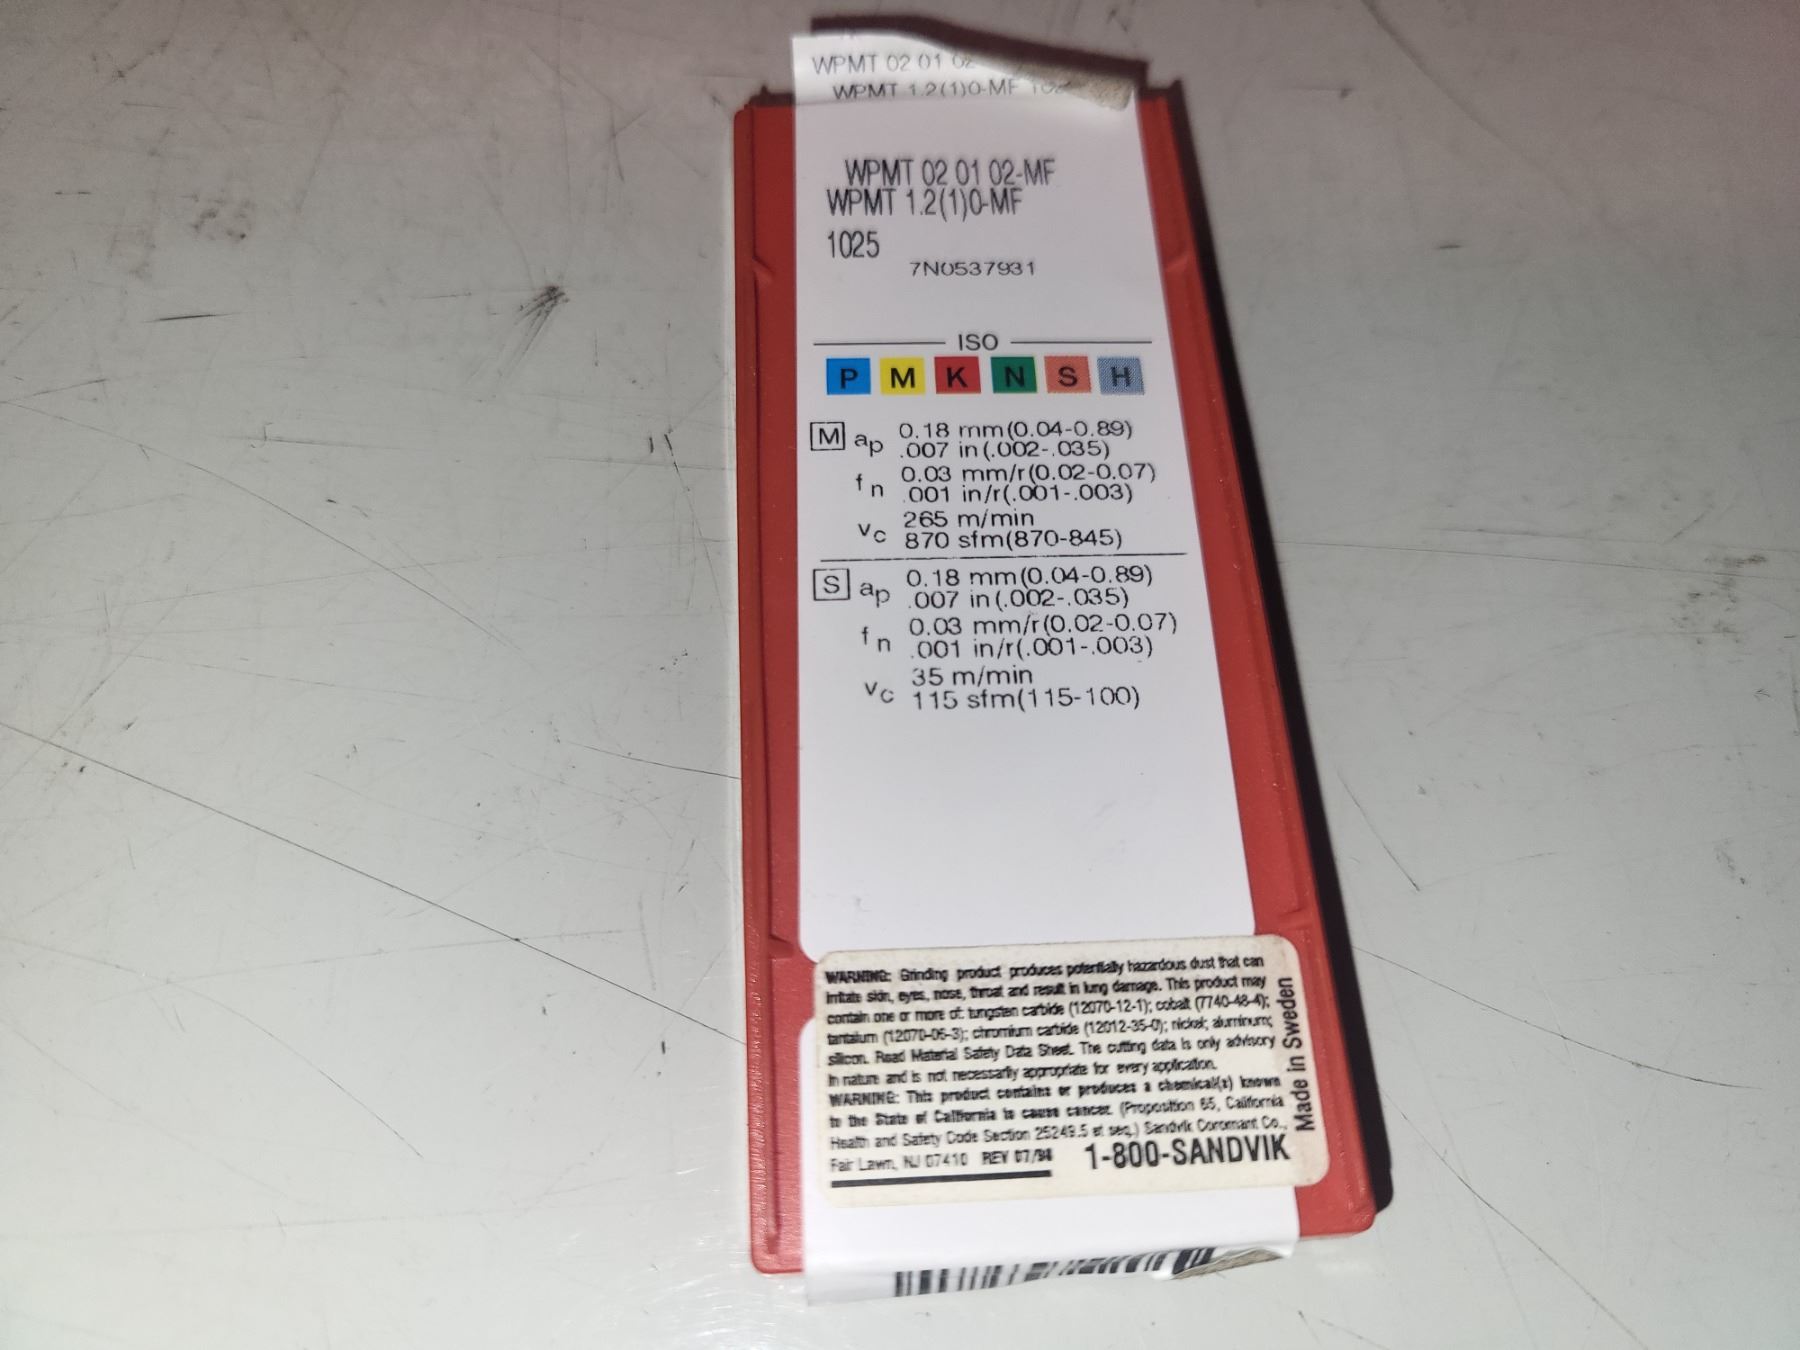 WPMT 02 01 02
WPMT 1.2(1)0-MF
WPMT 02 01 02-MF
WPMT 1.2(1)0-MF
1025
7N0537931
ISO
P M K N S H
M ap 0.18 mm(0.04-0.89)
.007 in(.002-.035)
fn 0.03 mm/r(0.02-0.07)
.001 in/r(.001-.003)
vc 265 m/min
870 sfm(870-845)
S ap 0.18 mm(0.04-0.89)
.007 in(.002-.035)
fn 0.03 mm/r(0.02-0.07)
.001 in/r(.001-.003)
vc 35 m/min
115 sfm(115-100)
WARNING: Grinding product produces potentially hazardous dust that can
irritate skin, eyes, nose, throat and result in lung damage. This product may
contain one or more of: tungsten carbide (12070-12-1); cobalt (7740-48-4);
tantalum (12070-06-3); chromium carbide (12012-35-0); nickel; aluminum;
silicon. Read Material Safety Data Sheet. The cutting data is only advisory
in nature and is not necessarily appropriate for every application.
WARNING: This product contains or produces a chemical(s) known
to the State of California to cause cancer. (Proposition 65, California
Health and Safety Code Section 25249.5 et seq.) Sandvik Coromant Co.,
Fair Lawn, NJ 07410 REV 07/98 1-800-SANDVIK
Made in Sweden